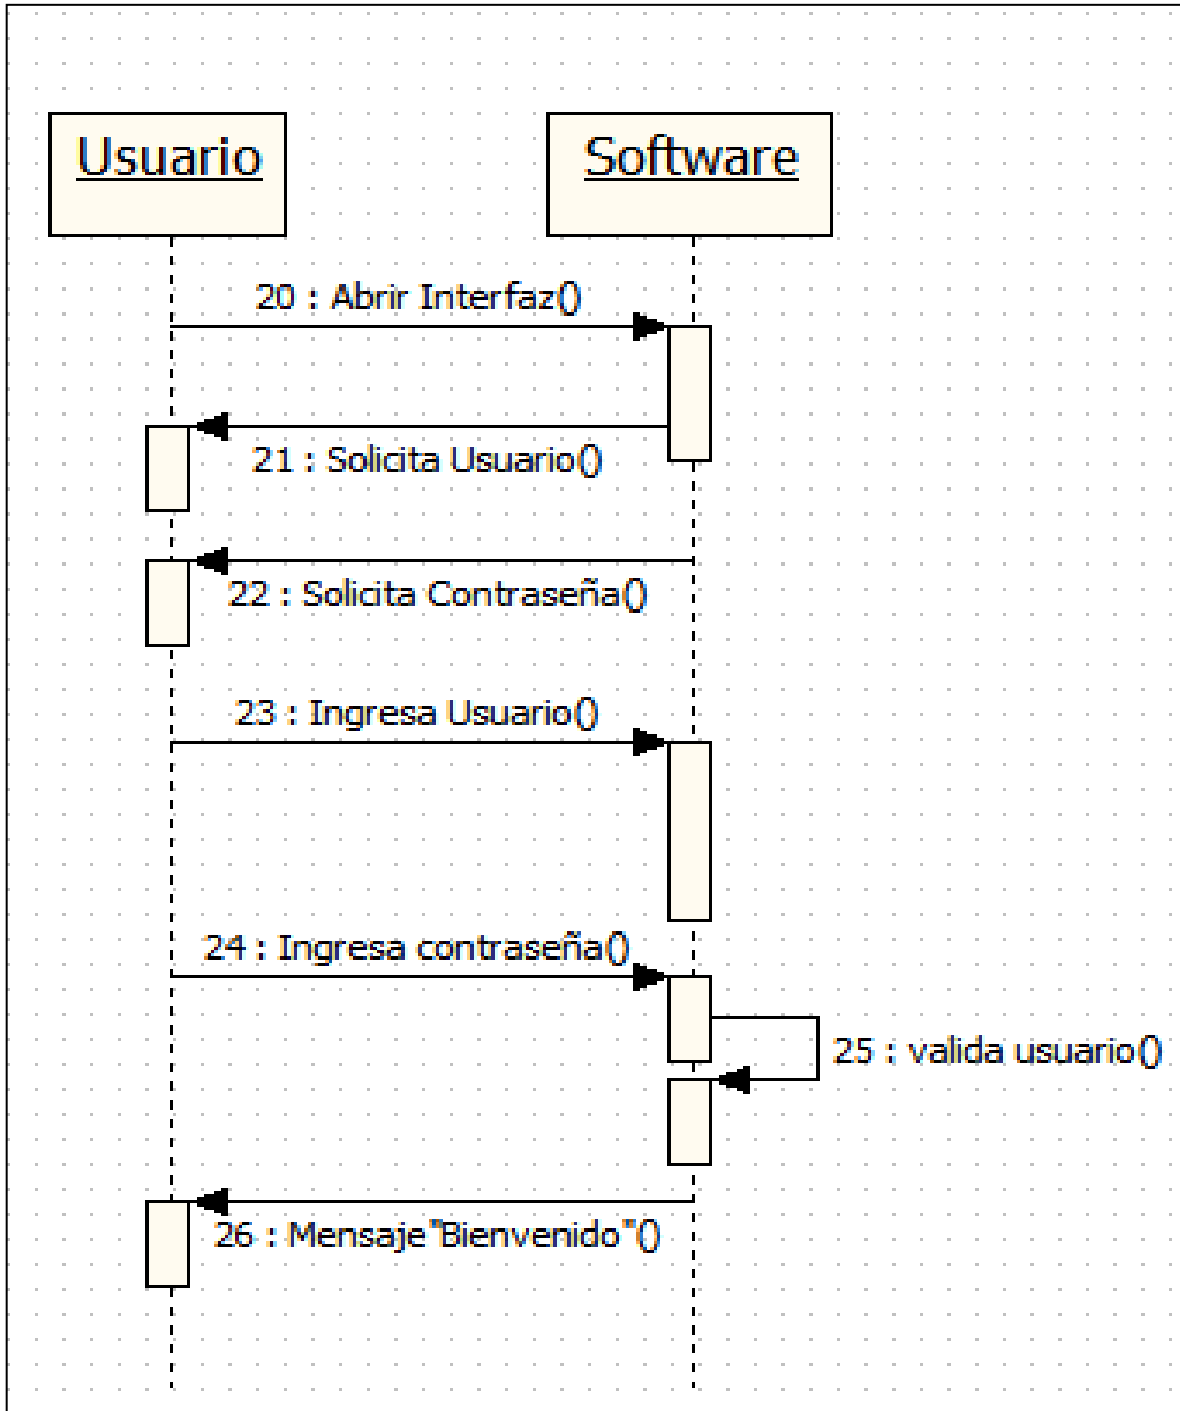 Usuario
Software
20 : Abrir Interfaz()
21 : Solicita Usuario()
22 : Solicita Contraseña()
23 : Ingresa Usuario()
24 : Ingresa contraseña()
25 : valida usuario()
26 : Mensaje"Bienvenido"()